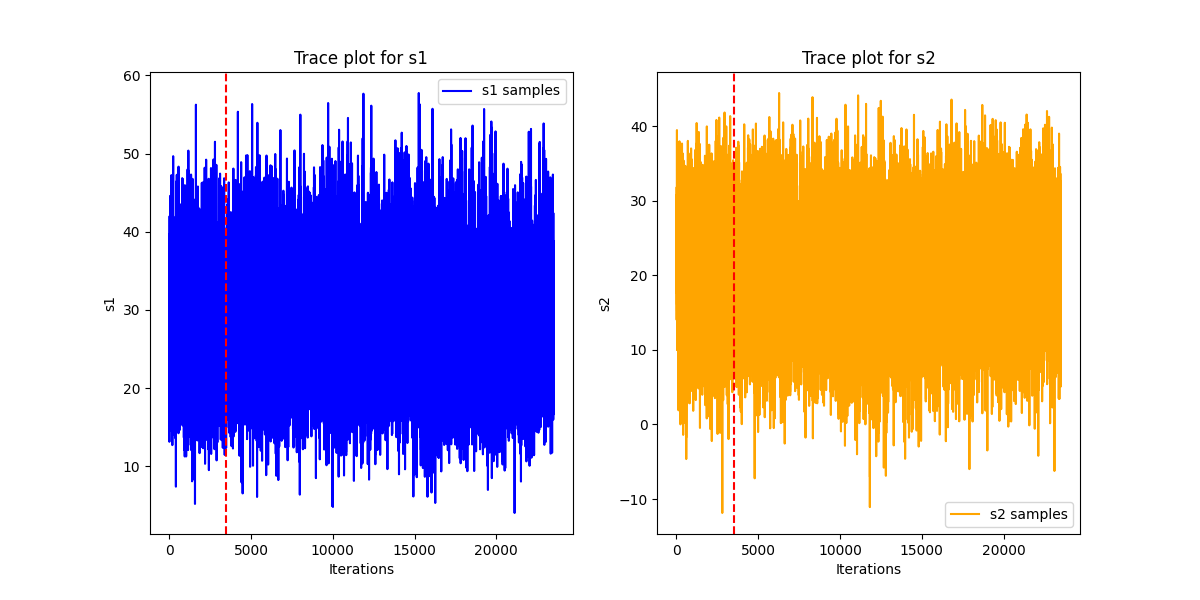 Trace plot for s1
60
50
40
30
20
10
s1
s1 samples
0
5000
10000
15000
20000
Iterations
Trace plot for s2
40
30
20
10
0
−10
s2
s2 samples
0
5000
10000
15000
20000
Iterations